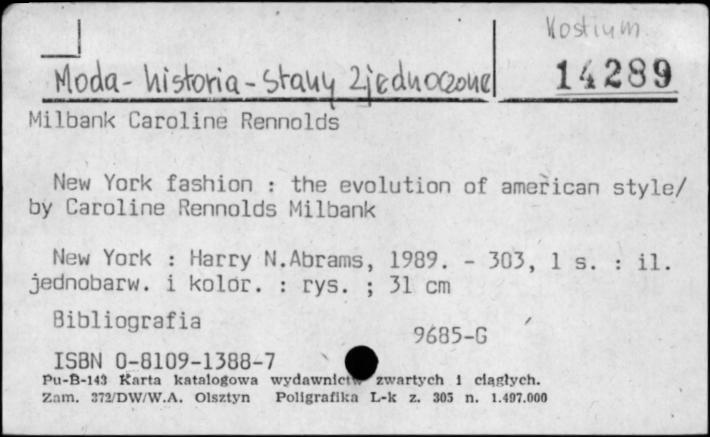 Kostium
Moda - historia - Stany Zjednoczone
14289
Milbank Caroline Rennolds
New York fashion : the evolution of american style/
by Caroline Rennolds Milbank
New York : Harry N.Abrams, 1989. - 303, 1 s. : il.
jednobarw. i kolor. : rys. ; 31 cm
Bibliografia
9685-G
ISBN 0-8109-1388-7
Pu-B-143 Karta katalogowa wydawnictw zwartych i ciągłych.
Zam. 372/DW/W.A. Olsztyn Poligrafika L-k z. 305 n. 1.497.000